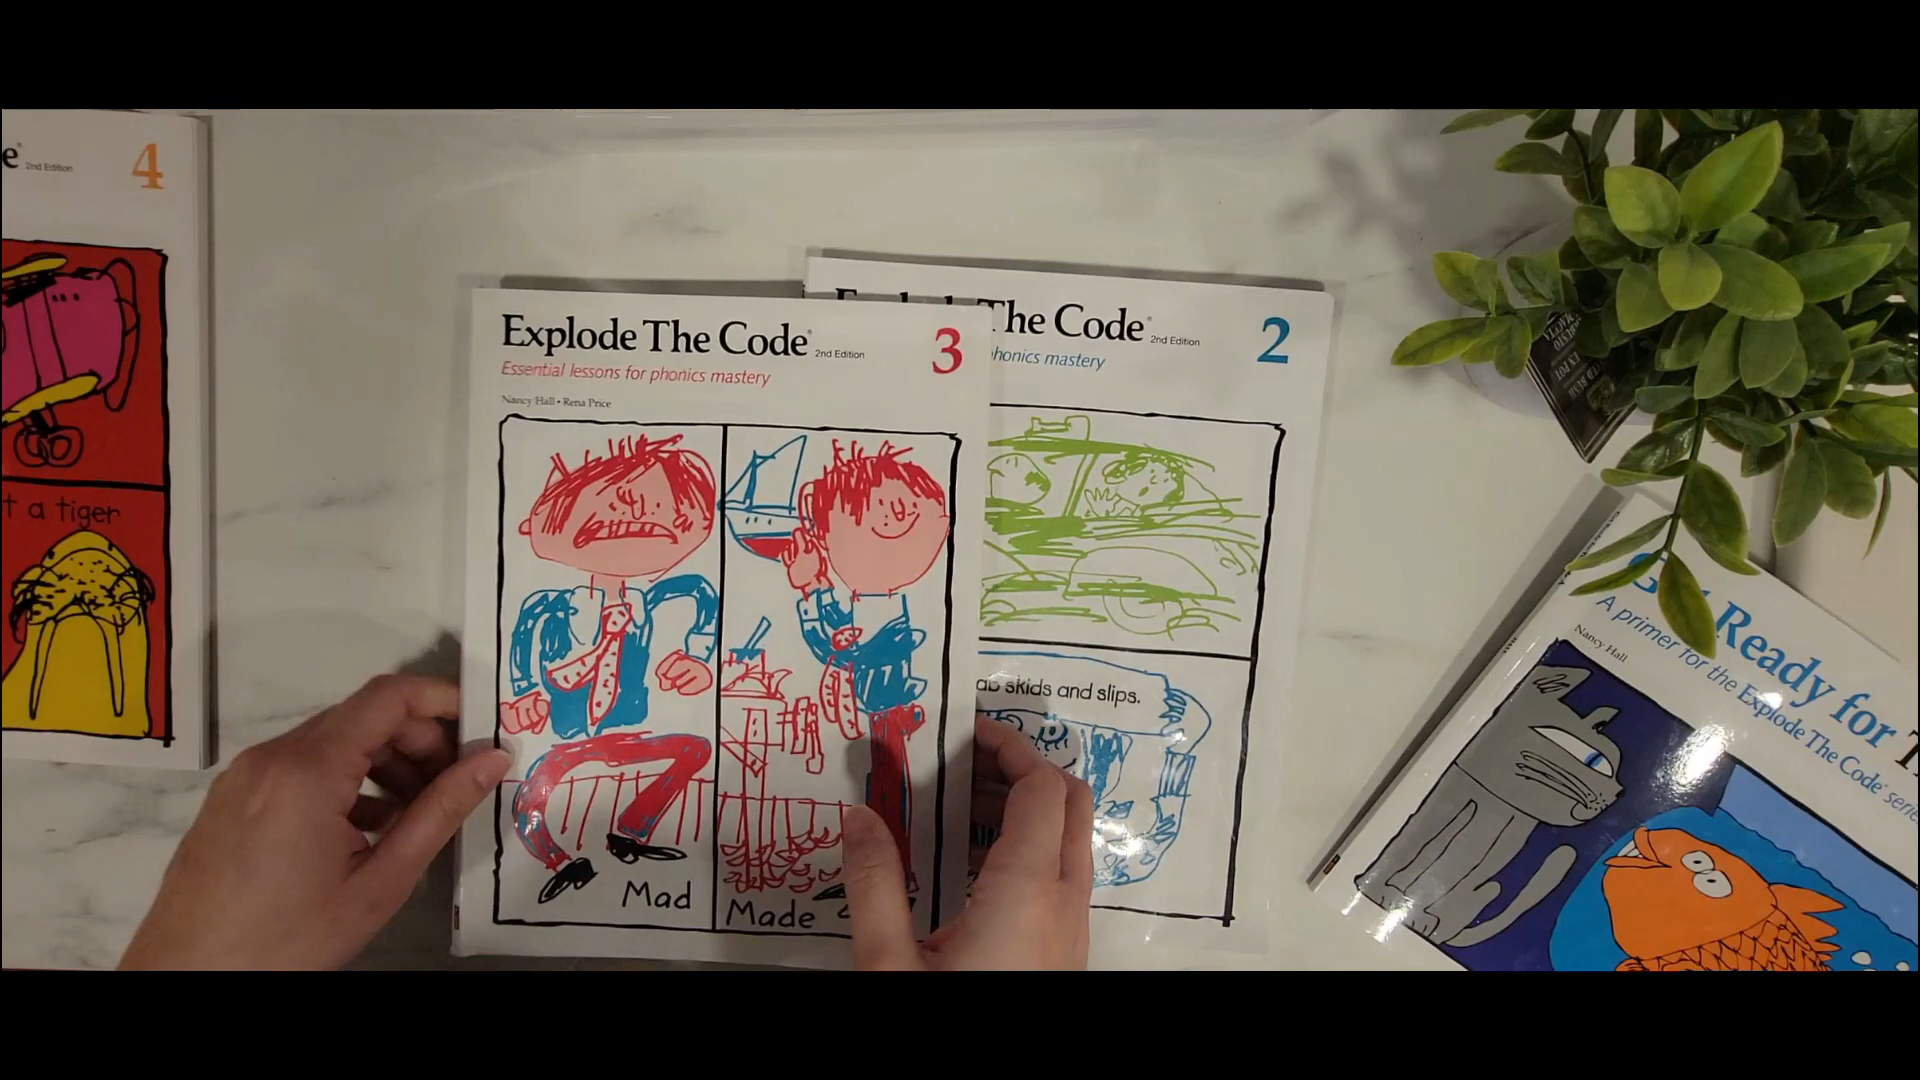 e® 2nd Edition 4
t a tiger
Explode The Code® 2nd Edition 3
Essential lessons for phonics mastery
Nancy Hall • Rena Price
Mad
Made
The Code® 2nd Edition 2
phonics mastery
skids and slips.
Ready for
A primer for the Explode The Code® series
Nancy Hall